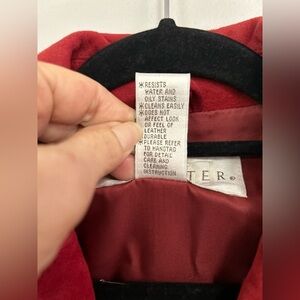 *RESISTS
WATER AND
OILY STAINS
*CLEANS EASILY
*DOES NOT
AFFECT LOOK
OR FEEL OF
LEATHER
DURABLE
*PLEASE REFER
TO HANDTAG
FOR DETAIL
CARE AND
CLEANING
INSTRUCTION
TER®